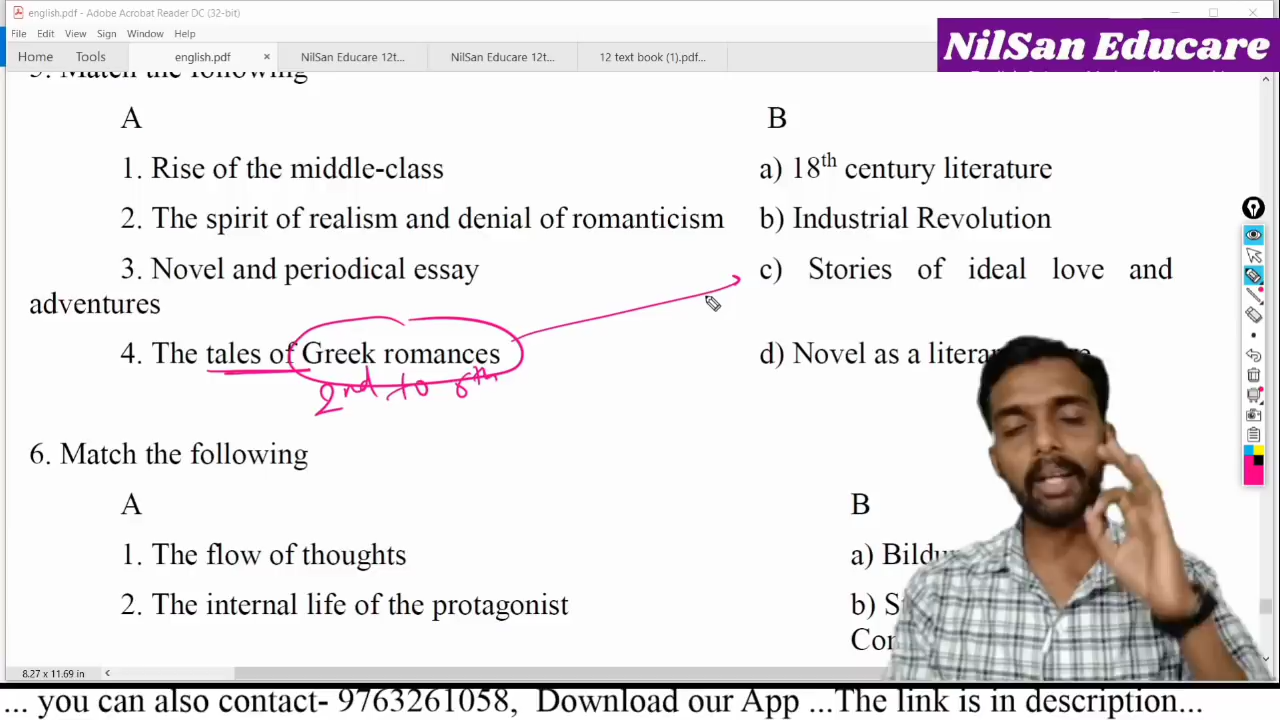 english.pdf - Adobe Acrobat Reader DC (32-bit)
File Edit View Sign Window Help
Home Tools english.pdf × NilSan Educare 12t... NilSan Educare 12t... 12 text book (1).pdf...
NilSan Educare
5. Match the following
A B
1. Rise of the middle-class a) 18th century literature
2. The spirit of realism and denial of romanticism b) Industrial Revolution
3. Novel and periodical essay c) Stories of ideal love and
adventures
4. The tales of Greek romances d) Novel as a literary
2nd to 6th
6. Match the following
A B
1. The flow of thoughts a)
2. The internal life of the protagonist b)
8.27 x 11.69 in
... you can also contact- 9763261058, Download our App ...The link is in description...